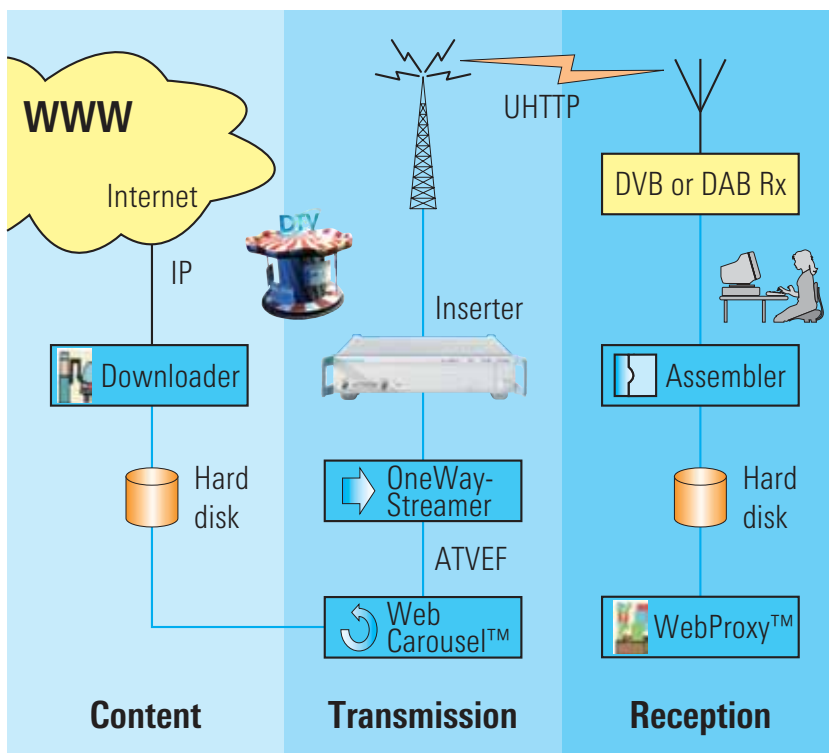 WWW
Internet
IP
Downloader
Hard
disk
Content
DTV
UHTTP
Inserter
OneWay-
Streamer
ATVEF
Web
Carousel™
Transmission
DVB or DAB Rx
Assembler
Hard
disk
WebProxy™
Reception